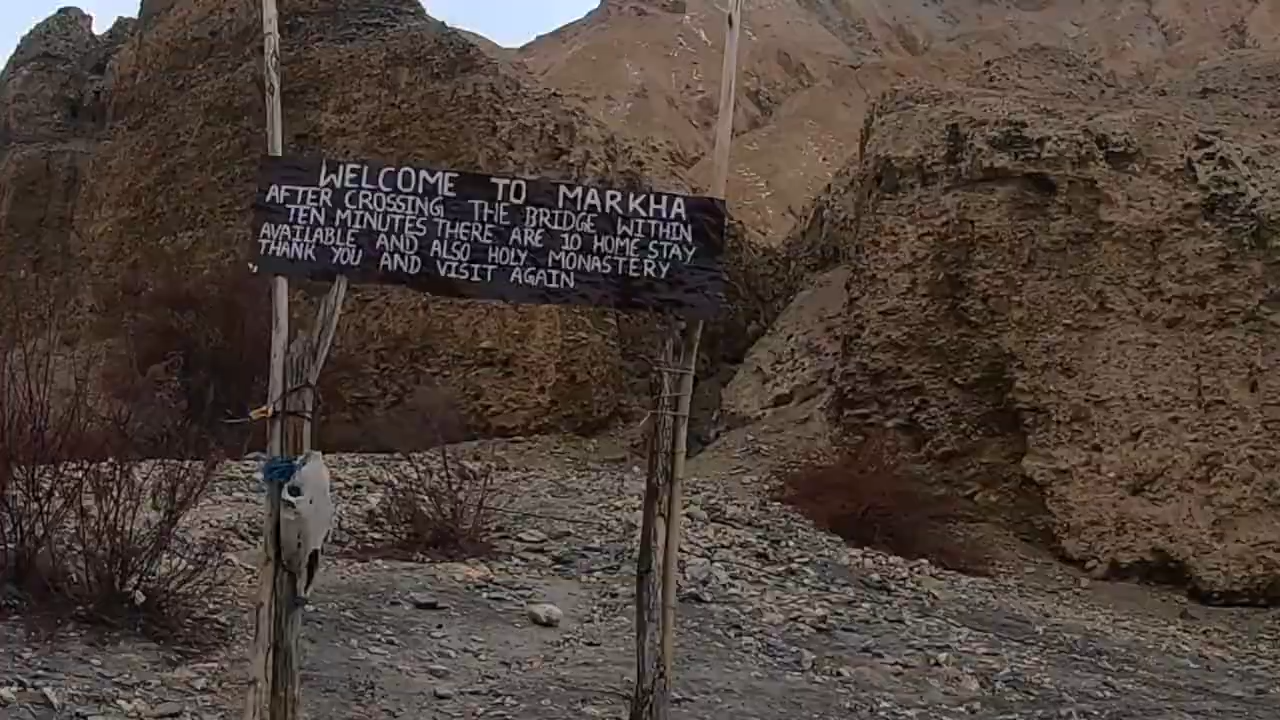 WELCOME TO MARKHA
AFTER CROSSING THE BRIDGE WITHIN
TEN MINUTES THERE ARE 10 HOME STAY
AVAILABLE AND ALSO HOLY MONASTERY
THANK YOU AND VISIT AGAIN